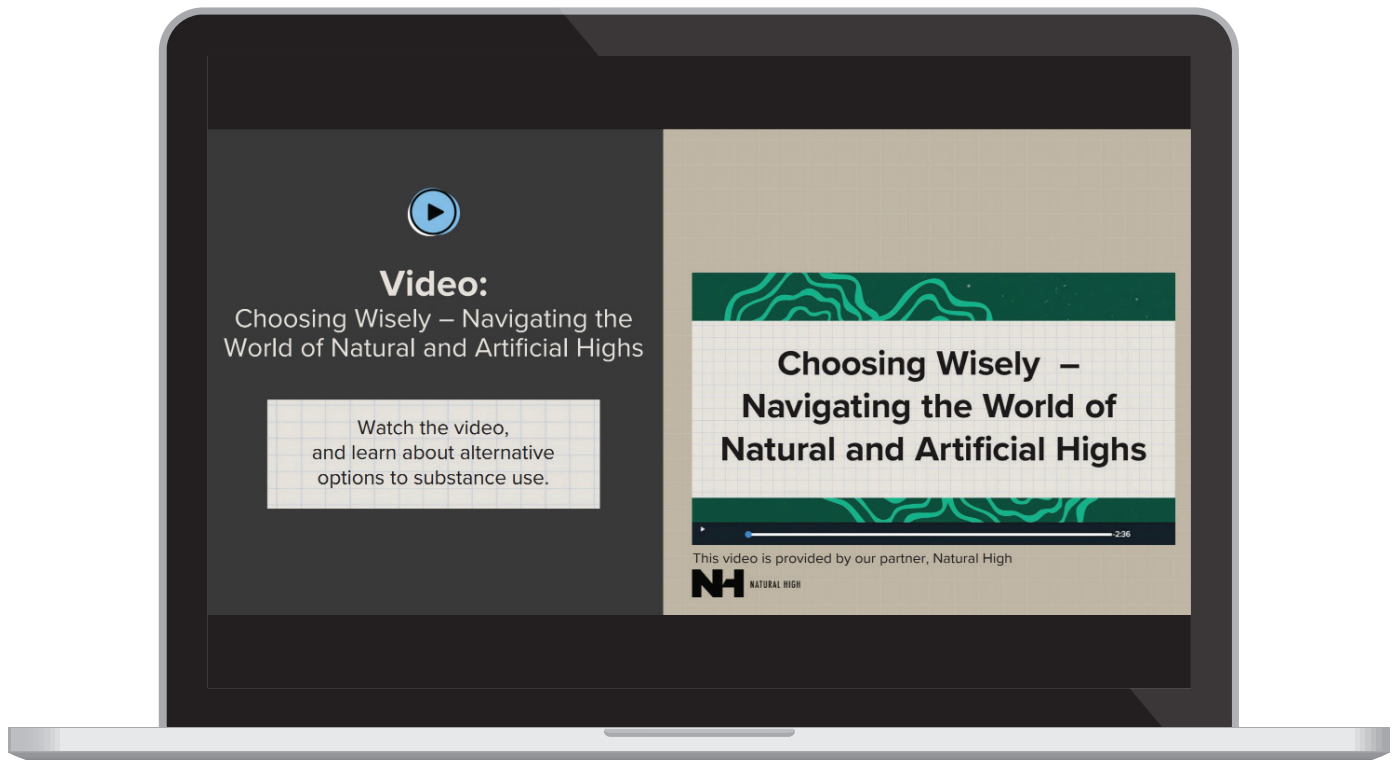 Video:
Choosing Wisely – Navigating the
World of Natural and Artificial Highs
Watch the video,
and learn about alternative
options to substance use.
Choosing Wisely –
Navigating the World of
Natural and Artificial Highs
-2:36
This video is provided by our partner, Natural High
NH NATURAL HIGH